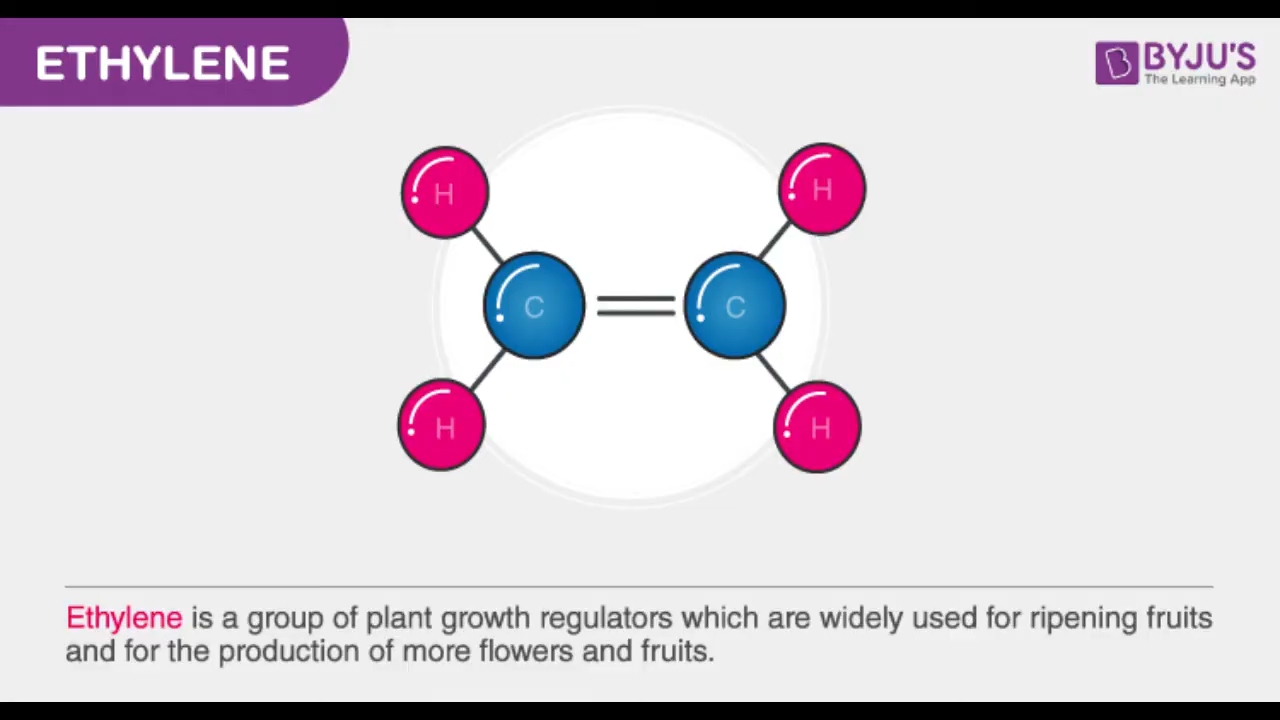 ETHYLENE
BYJU'S
The Learning App
H
H
C
C
H
H
Ethylene is a group of plant growth regulators which are widely used for ripening fruits
and for the production of more flowers and fruits.